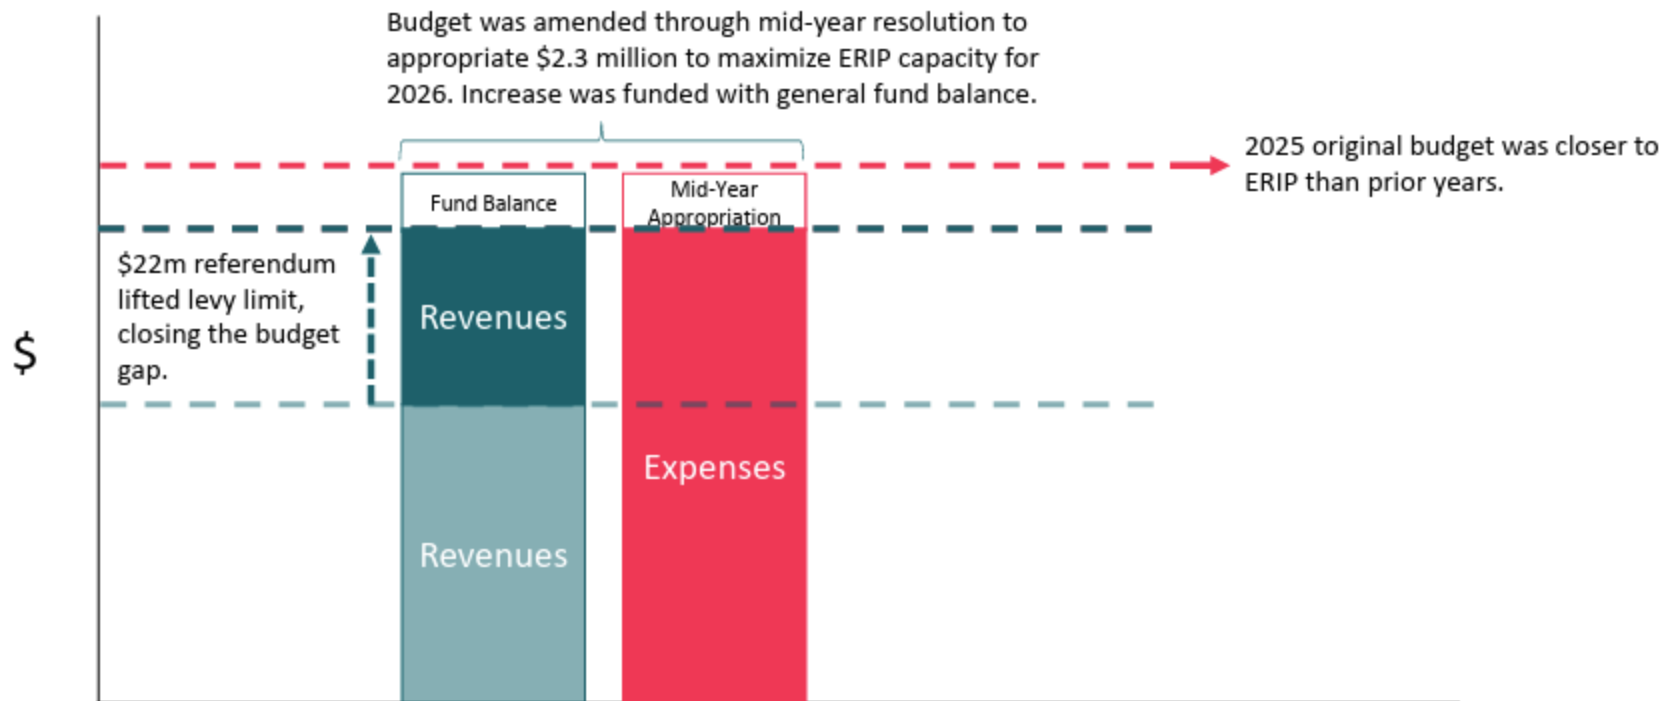 Budget was amended through mid-year resolution to
appropriate $2.3 million to maximize ERIP capacity for
2026. Increase was funded with general fund balance.
2025 original budget was closer to
ERIP than prior years.
Fund Balance
Mid-Year
Appropriation
$22m referendum
lifted levy limit,
closing the budget
gap.
$
Revenues
Expenses
Revenues